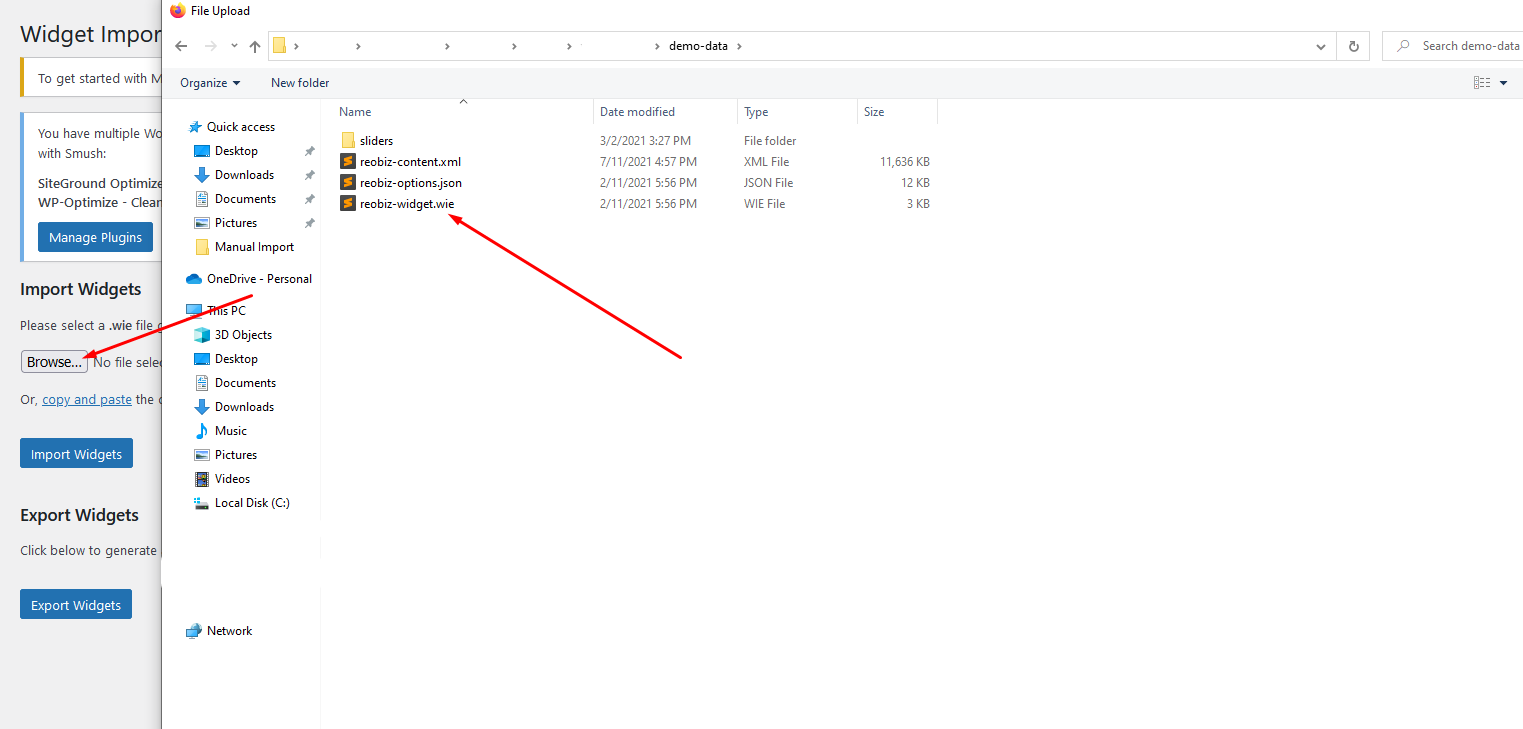 Widget Impor
To get started with M
You have multiple Wo
with Smush:
SiteGround Optimize
WP-Optimize - Clean
Manage Plugins
Import Widgets
Please select a .wie file
Browse... No file selec
Or, copy and paste the
Import Widgets
Export Widgets
Click below to generate
Export Widgets
File Upload
demo-data
Search demo-data
Organize New folder
Name Date modified Type Size
sliders 3/2/2021 3:27 PM File folder
reobiz-content.xml 7/11/2021 4:57 PM XML File 11,636 KB
reobiz-options.json 2/11/2021 5:56 PM JSON File 12 KB
reobiz-widget.wie 2/11/2021 5:56 PM WIE File 3 KB
Quick access
Desktop
Downloads
Documents
Pictures
Manual Import
OneDrive - Personal
This PC
3D Objects
Desktop
Documents
Downloads
Music
Pictures
Videos
Local Disk (C:)
Network